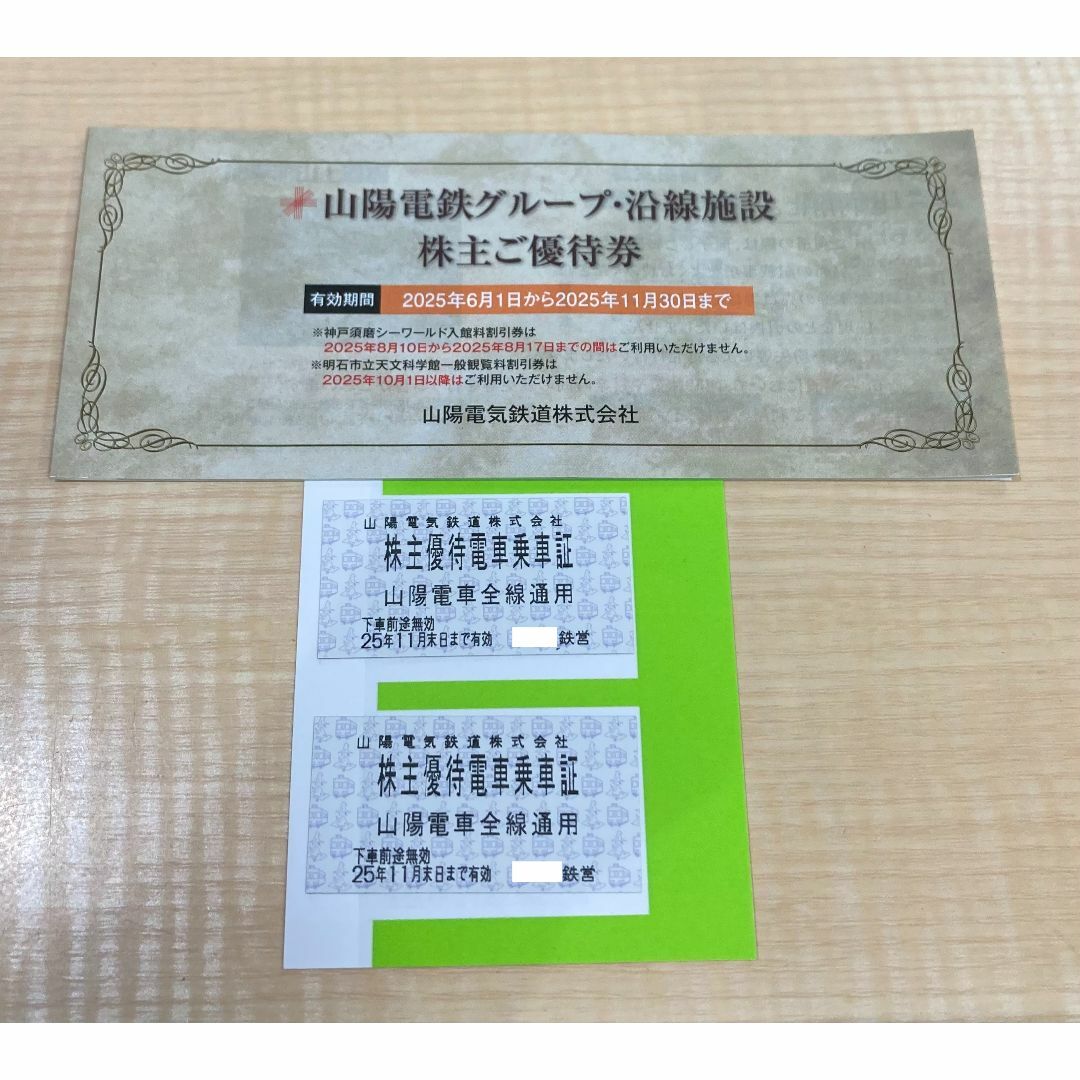 山陽電鉄グループ・沿線施設
株主ご優待券
有効期間 2025年6月1日から2025年11月30日まで
※神戸須磨シーワールド入館料割引券は
2025年8月10日から2025年8月17日までの間はご利用いただけません。
※明石市立天文科学館一般観覧料割引券は
2025年10月1日以降はご利用いただけません。
山陽電気鉄道株式会社
山陽電気鉄道株式会社
株主優待電車乗車証
山陽電車全線通用
下車前途無効
25年11月末日まで有効 鉄営
山陽電気鉄道株式会社
株主優待電車乗車証
山陽電車全線通用
下車前途無効
25年11月末日まで有効 鉄営